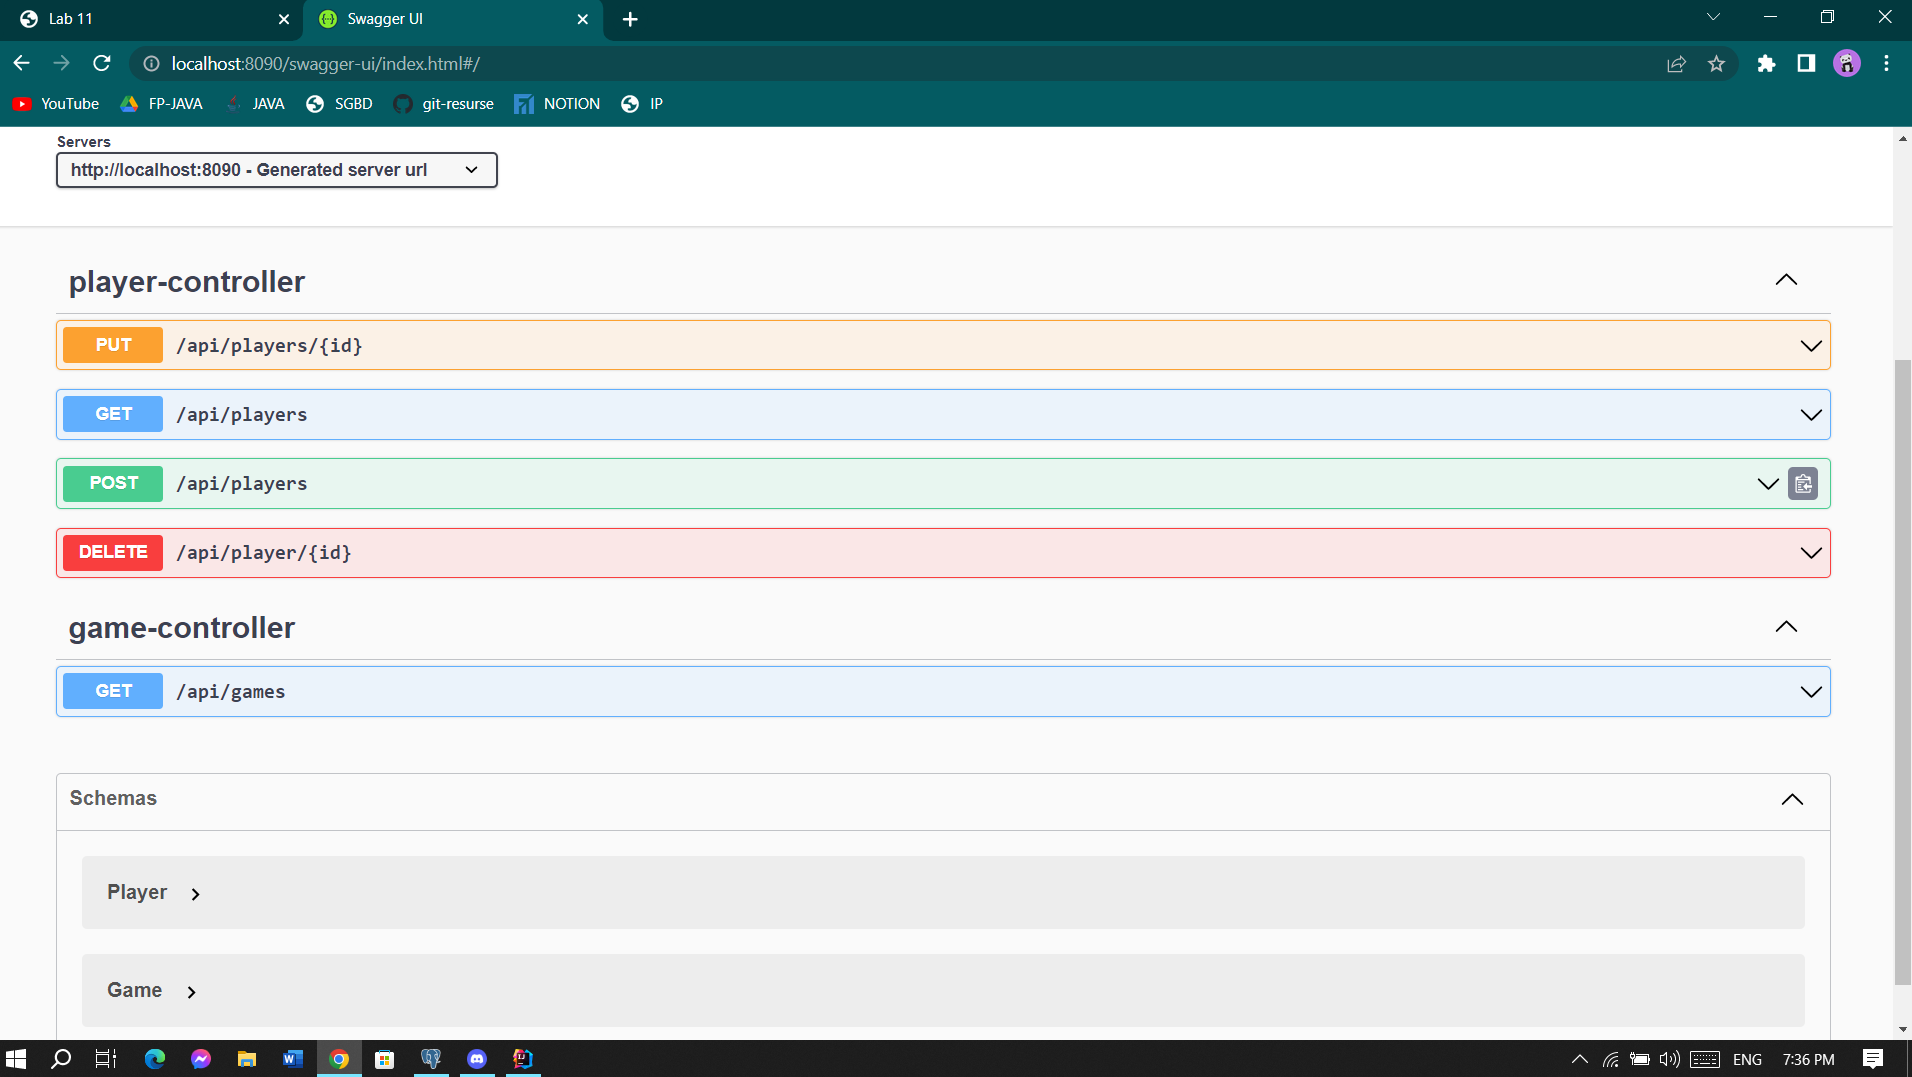 Lab 11
Swagger UI
localhost:8090/swagger-ui/index.html#/
YouTube FP-JAVA JAVA SGBD git-resurse NOTION IP
Servers
http://localhost:8090 - Generated server url
player-controller
PUT /api/players/{id}
GET /api/players
POST /api/players
DELETE /api/player/{id}
game-controller
GET /api/games
Schemas
Player
Game
ENG 7:36 PM